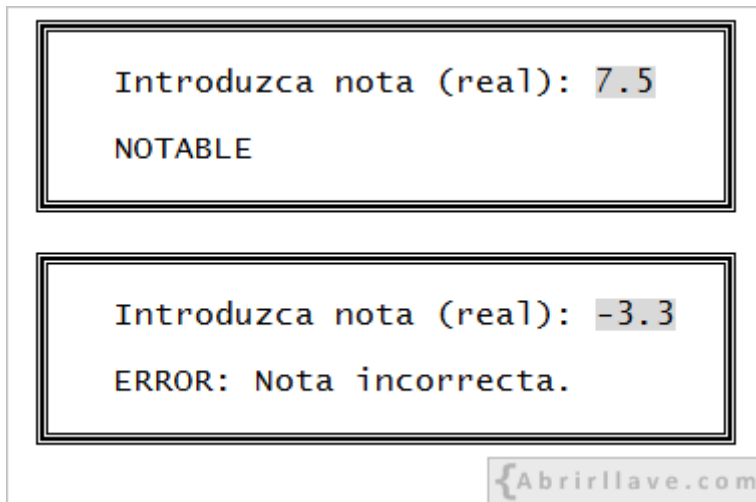 Introduzca nota (real): 7.5
NOTABLE
Introduzca nota (real): -3.3
ERROR: Nota incorrecta.
{Abrirllave.com